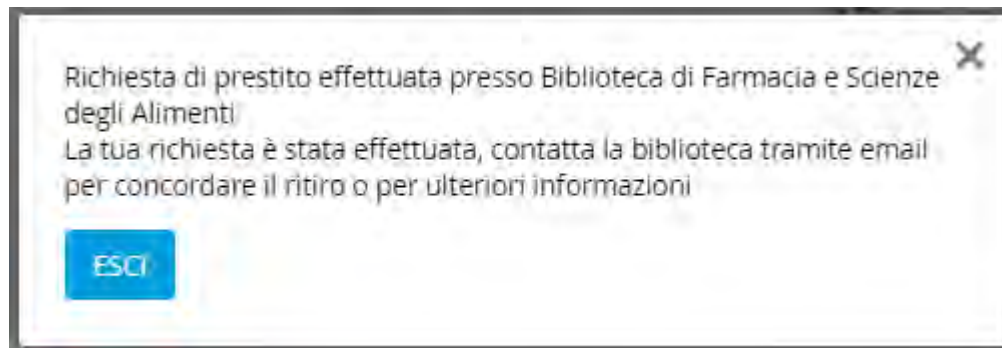 Richiesta di prestito effettuata presso Biblioteca di Farmacia e Scienze
degli Alimenti
La tua richiesta è stata effettuata, contatta la biblioteca tramite email
per concordare il ritiro o per ulteriori informazioni
ESCI